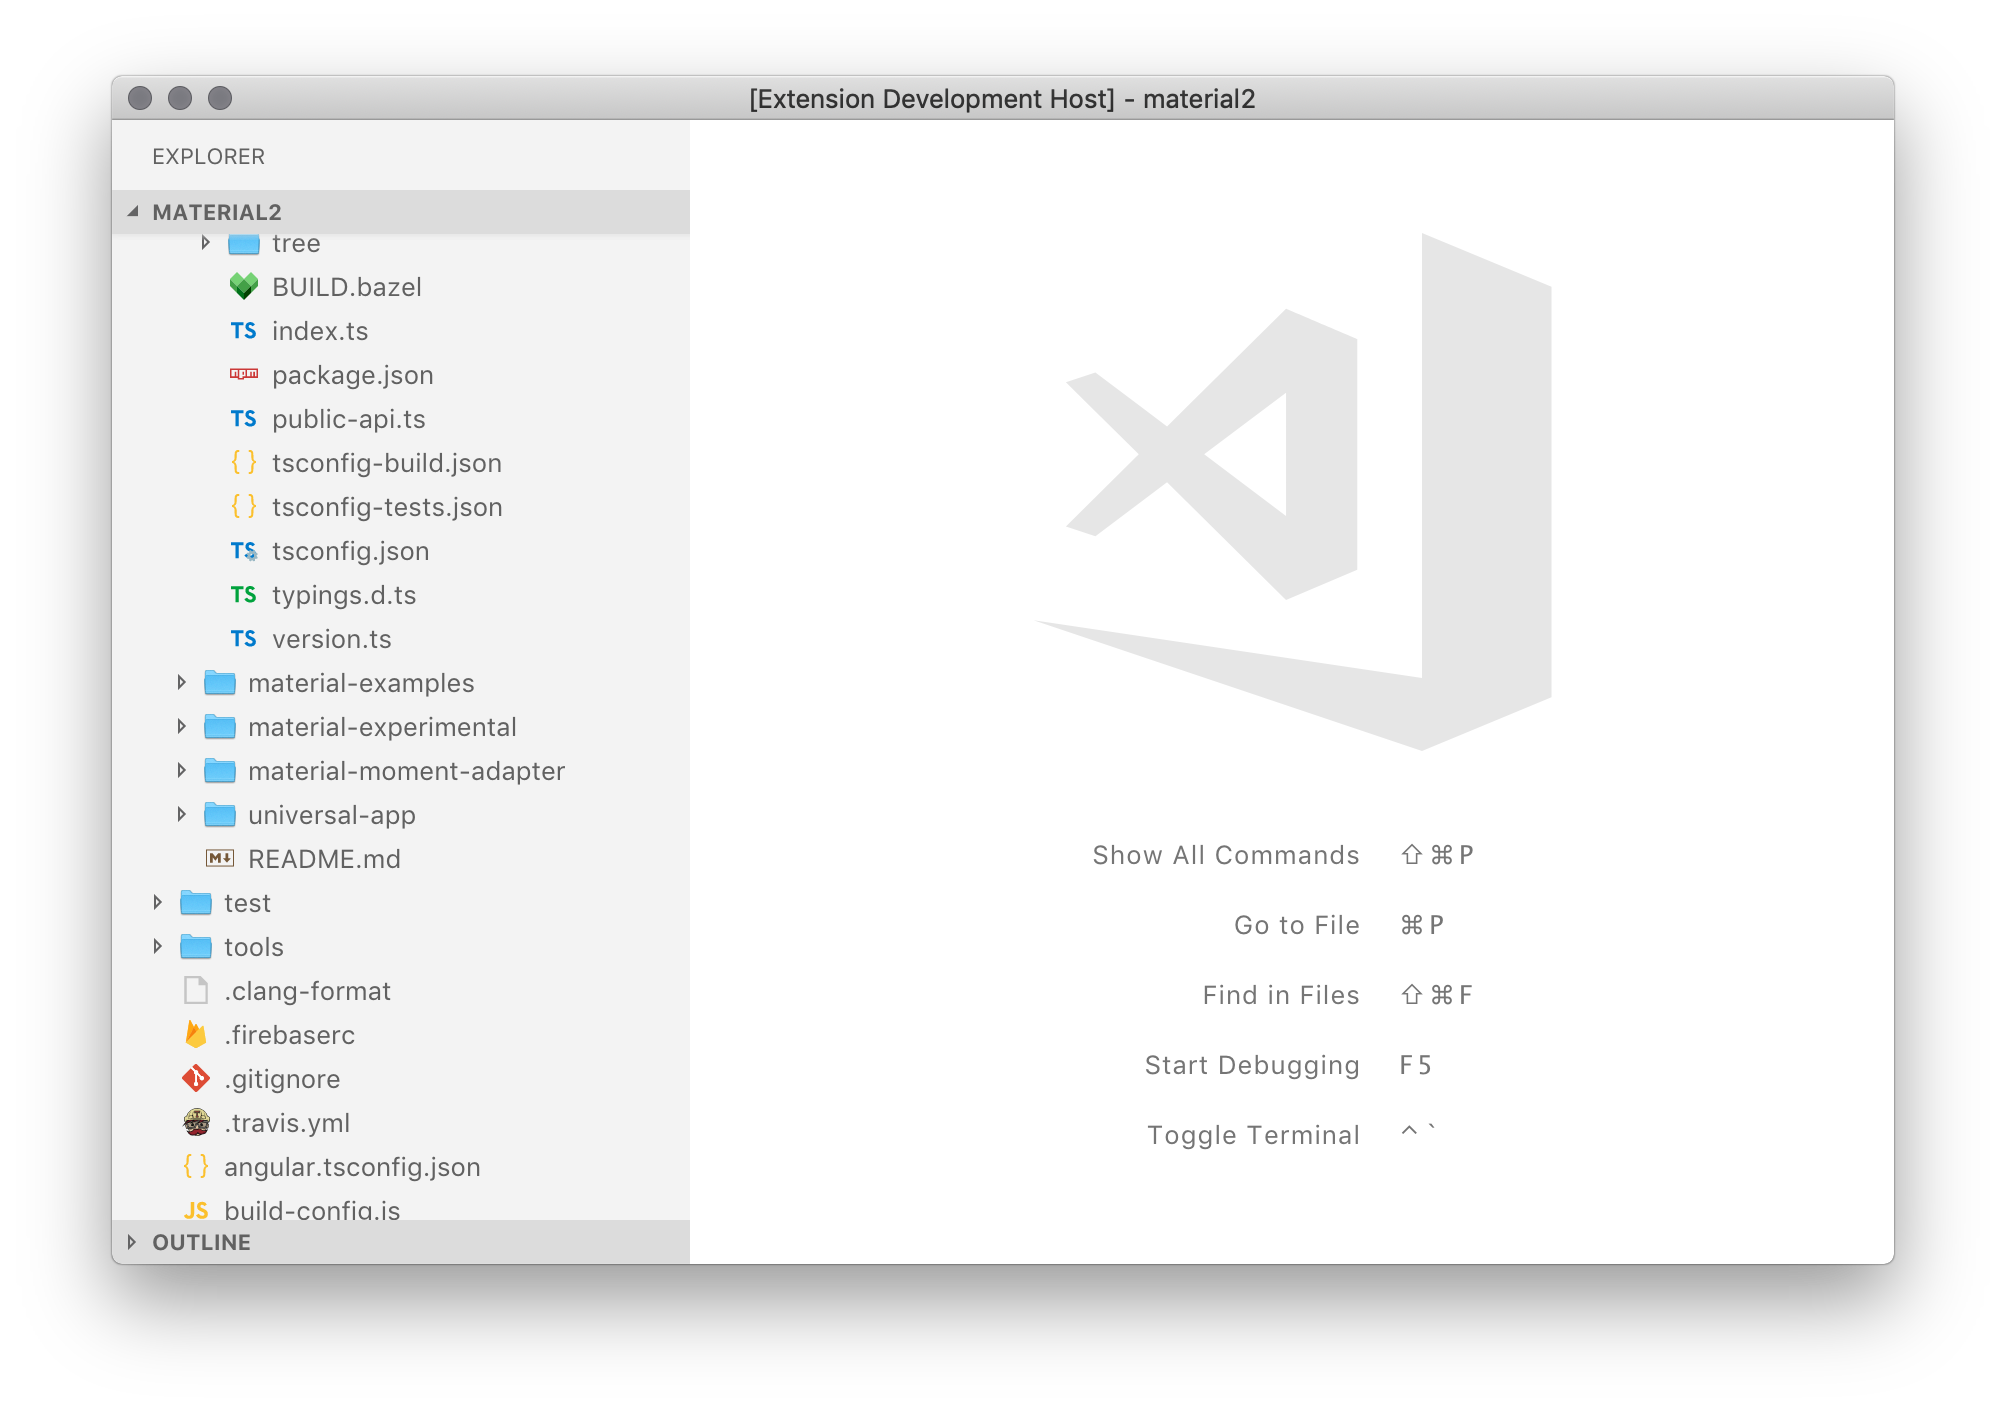 [Extension Development Host] - material2
EXPLORER
MATERIAL2
tree
BUILD.bazel
TS index.ts
npm package.json
TS public-api.ts
{ } tsconfig-build.json
{ } tsconfig-tests.json
TS tsconfig.json
TS typings.d.ts
TS version.ts
material-examples
material-experimental
material-moment-adapter
universal-app
M↓ README.md
test
tools
.clang-format
.firebaserc
.gitignore
.travis.yml
{ } angular.tsconfig.json
JS build-config.js
OUTLINE
Show All Commands ⇧⌘P
Go to File ⌘P
Find in Files ⇧⌘F
Start Debugging F5
Toggle Terminal ^`